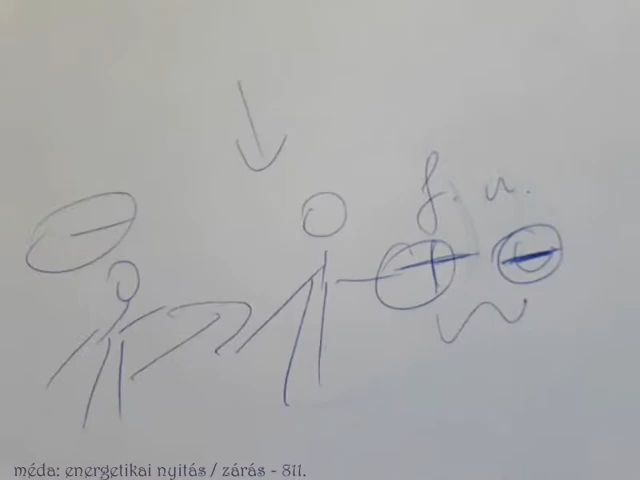 f. n.
méda: energetikai nyitás / zárás - 811.